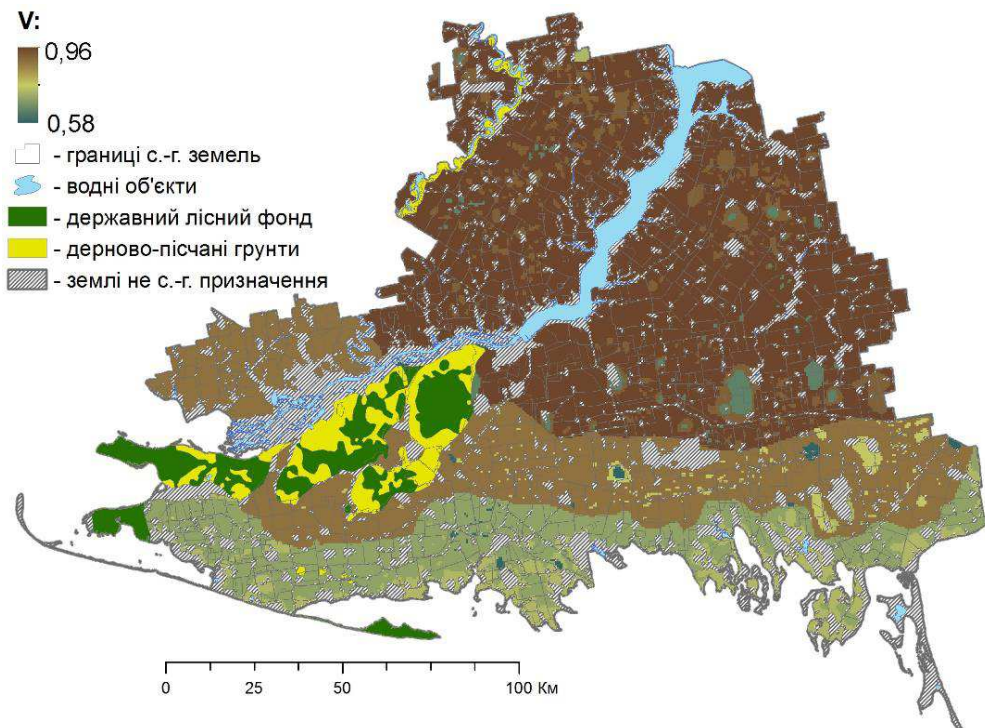 V:
0,96
0,58
- границі с.-г. земель
- водні об'єкти
- державний лісний фонд
- дерново-пісчані грунти
- землі не с.-г. призначення
0 25 50 100 Км